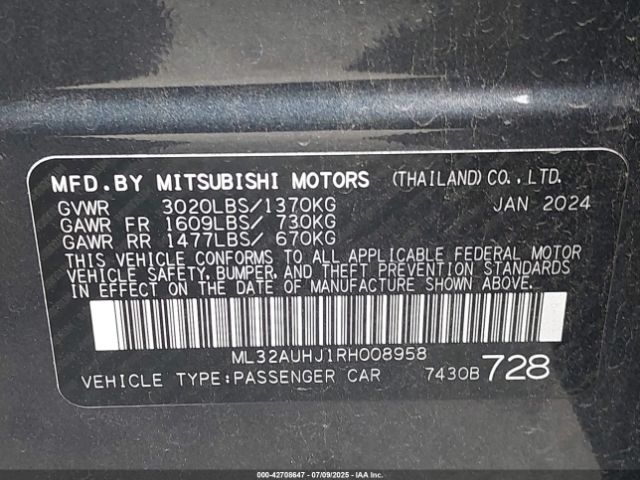 MFD.BY MITSUBISHI MOTORS (THAILAND) CO.,LTD.
GVWR 3020LBS/1370KG JAN 2024
GAWR FR 1609LBS/ 730KG
GAWR RR 1477LBS/ 670KG
THIS VEHICLE CONFORMS TO ALL APPLICABLE FEDERAL MOTOR
VEHICLE SAFETY, BUMPER, AND THEFT PREVENTION STANDARDS
IN EFFECT ON THE DATE OF MANUFACTURE SHOWN ABOVE.
ML32AUHJ1RH008958
VEHICLE TYPE:PASSENGER CAR 7430B 728
000-42708647 | 07/09/2025 | IAA Inc. | Copyright